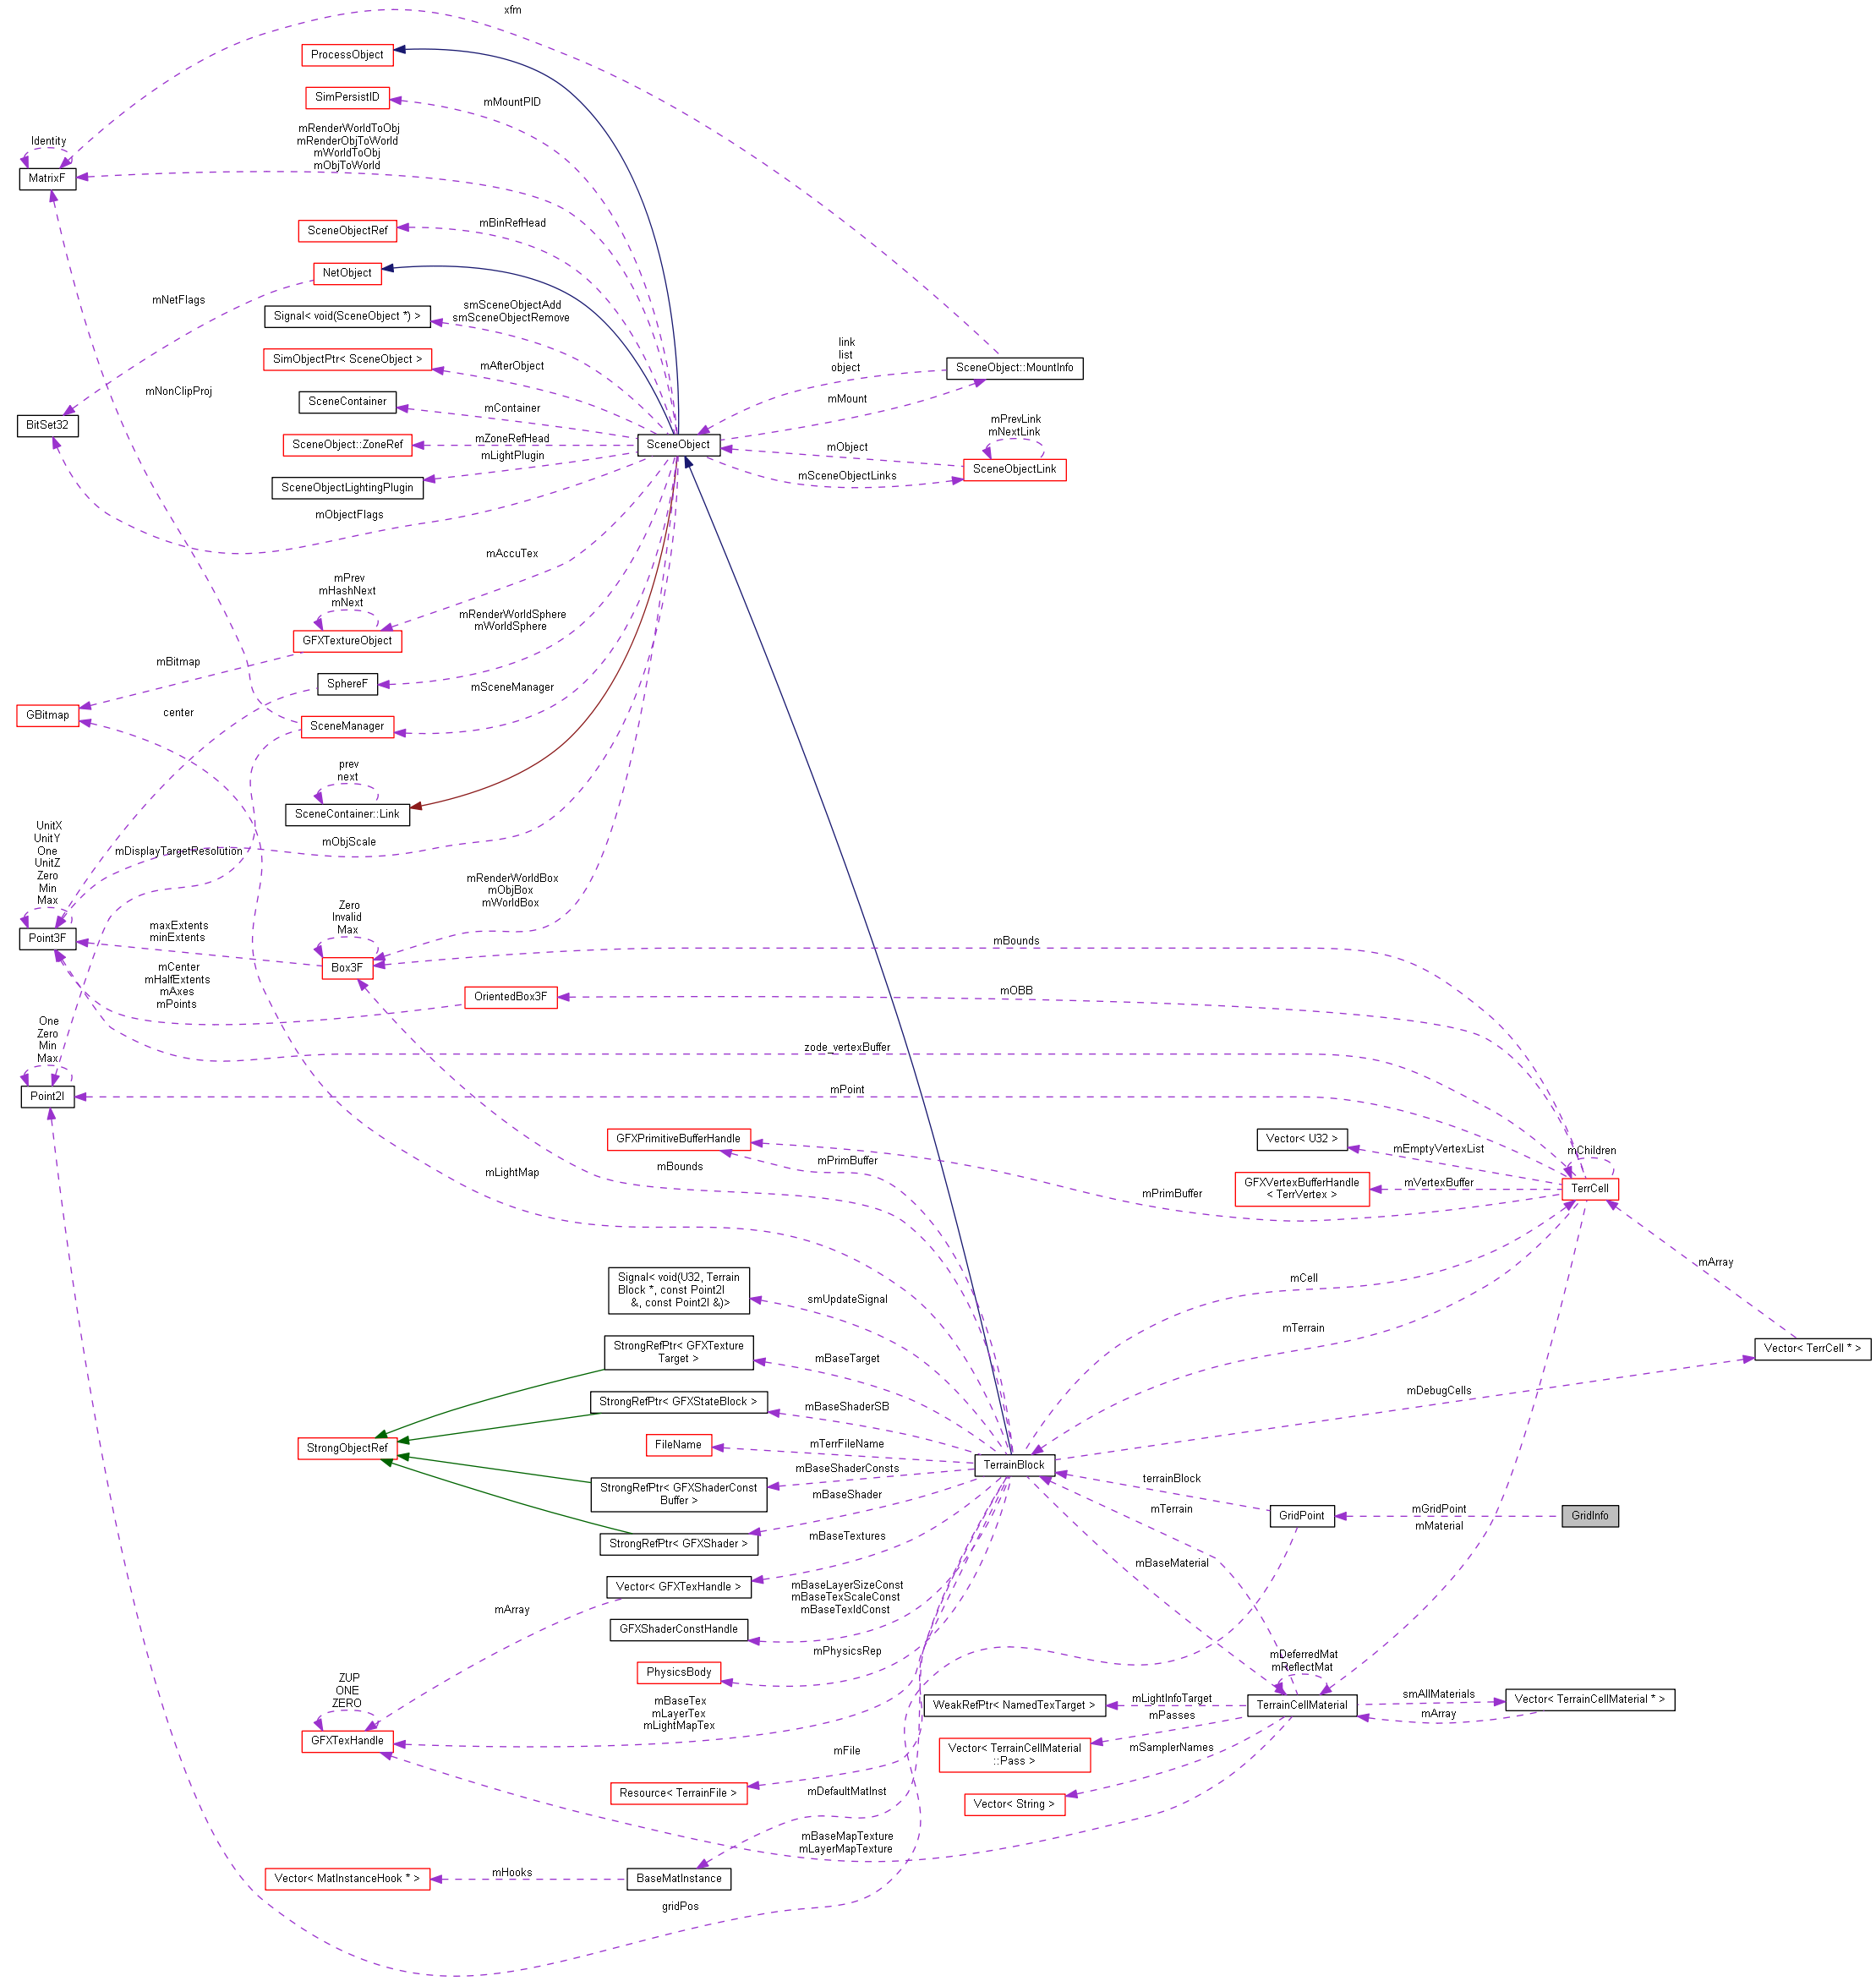 xfm
ProcessObject
SimPersistID
mMountPID
mRenderWorldToObj
mRenderObjToWorld
mWorldToObj
mObjToWorld
Identity
MatrixF
SceneObjectRef
mBinRefHead
NetObject
mNetFlags
Signal< void(SceneObject *) >
smSceneObjectAdd
smSceneObjectRemove
SimObjectPtr< SceneObject >
mAfterObject
link
list
object
SceneObject::MountInfo
mNonClipProj
SceneContainer
mContainer
mMount
BitSet32
SceneObject::ZoneRef
mZoneRefHead
mLightPlugin
SceneObject
mObject
mPrevLink
mNextLink
SceneObjectLink
mSceneObjectLinks
SceneObjectLightingPlugin
mObjectFlags
mAccuTex
mPrev
mHashNext
mNext
GFXTextureObject
mRenderWorldSphere
mWorldSphere
mBitmap
SphereF
mSceneManager
GBitmap
center
SceneManager
prev
next
SceneContainer::Link
mObjScale
UnitX
UnitY
One
UnitZ
Zero
Min
Max
mDisplayTargetResolution
mRenderWorldBox
mObjBox
mWorldBox
Zero
Invalid
Max
maxExtents
minExtents
Point3F
Box3F
mBounds
mCenter
mHalfExtents
mAxes
mPoints
OrientedBox3F
mOBB
One
Zero
Min
Max
zode_vertexBuffer
Point2I
mPoint
GFXPrimitiveBufferHandle
mPrimBuffer
mBounds
mLightMap
Vector< U32 >
mEmptyVertexList
mChildren
GFXVertexBufferHandle
< TerrVertex >
mVertexBuffer
TerrCell
mPrimBuffer
Signal< void(U32, Terrain
Block *, const Point2I
&, const Point2I &)>
smUpdateSignal
mCell
mArray
mTerrain
StrongRefPtr< GFXTexture
Target >
mBaseTarget
Vector< TerrCell * >
StrongRefPtr< GFXStateBlock >
mBaseShaderSB
mDebugCells
StrongObjectRef
FileName
mTerrFileName
TerrainBlock
mBaseShaderConsts
StrongRefPtr< GFXShaderConst
Buffer >
mBaseShader
terrainBlock
mTerrain
GridPoint
mGridPoint
mMaterial
GridInfo
StrongRefPtr< GFXShader >
mBaseTextures
mBaseMaterial
Vector< GFXTexHandle >
mBaseLayerSizeConst
mBaseTexScaleConst
mBaseTexIdConst
mArray
GFXShaderConstHandle
mPhysicsRep
PhysicsBody
mDeferredMat
mReflectMat
TerrainCellMaterial
smAllMaterials
mArray
Vector< TerrainCellMaterial * >
WeakRefPtr< NamedTexTarget >
mLightInfoTarget
mPasses
ZUP
ONE
ZERO
GFXTexHandle
mBaseTex
mLayerTex
mLightMapTex
mFile
Vector< TerrainCellMaterial
::Pass >
mSamplerNames
Resource< TerrainFile >
mDefaultMatInst
Vector< String >
mBaseMapTexture
mLayerMapTexture
Vector< MatInstanceHook * >
mHooks
BaseMatInstance
gridPos